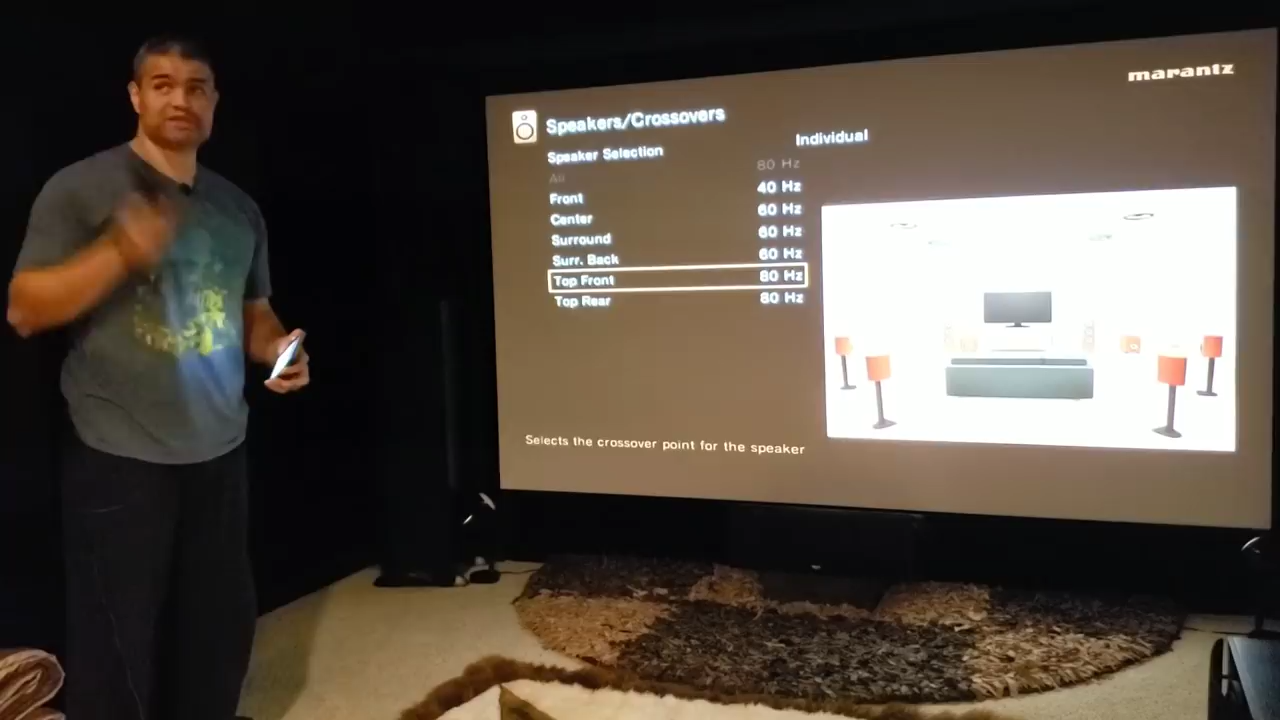 marantz
Speakers/Crossovers
Speaker Selection Individual
All 80 Hz
Front 40 Hz
Center 60 Hz
Surround 60 Hz
Surr. Back 60 Hz
Top Front 80 Hz
Top Rear 80 Hz
Selects the crossover point for the speaker